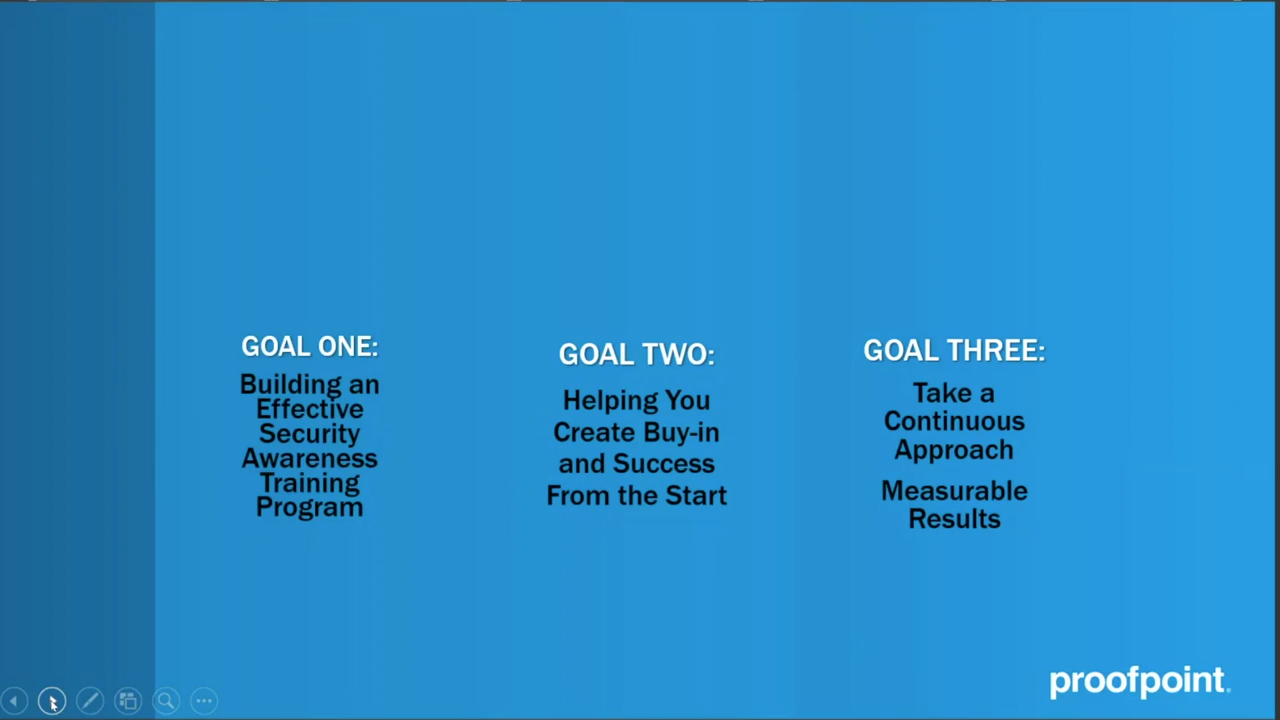 GOAL ONE:
Building an
Effective
Security
Awareness
Training
Program
GOAL TWO:
Helping You
Create Buy-in
and Success
From the Start
GOAL THREE:
Take a
Continuous
Approach
Measurable
Results
proofpoint.